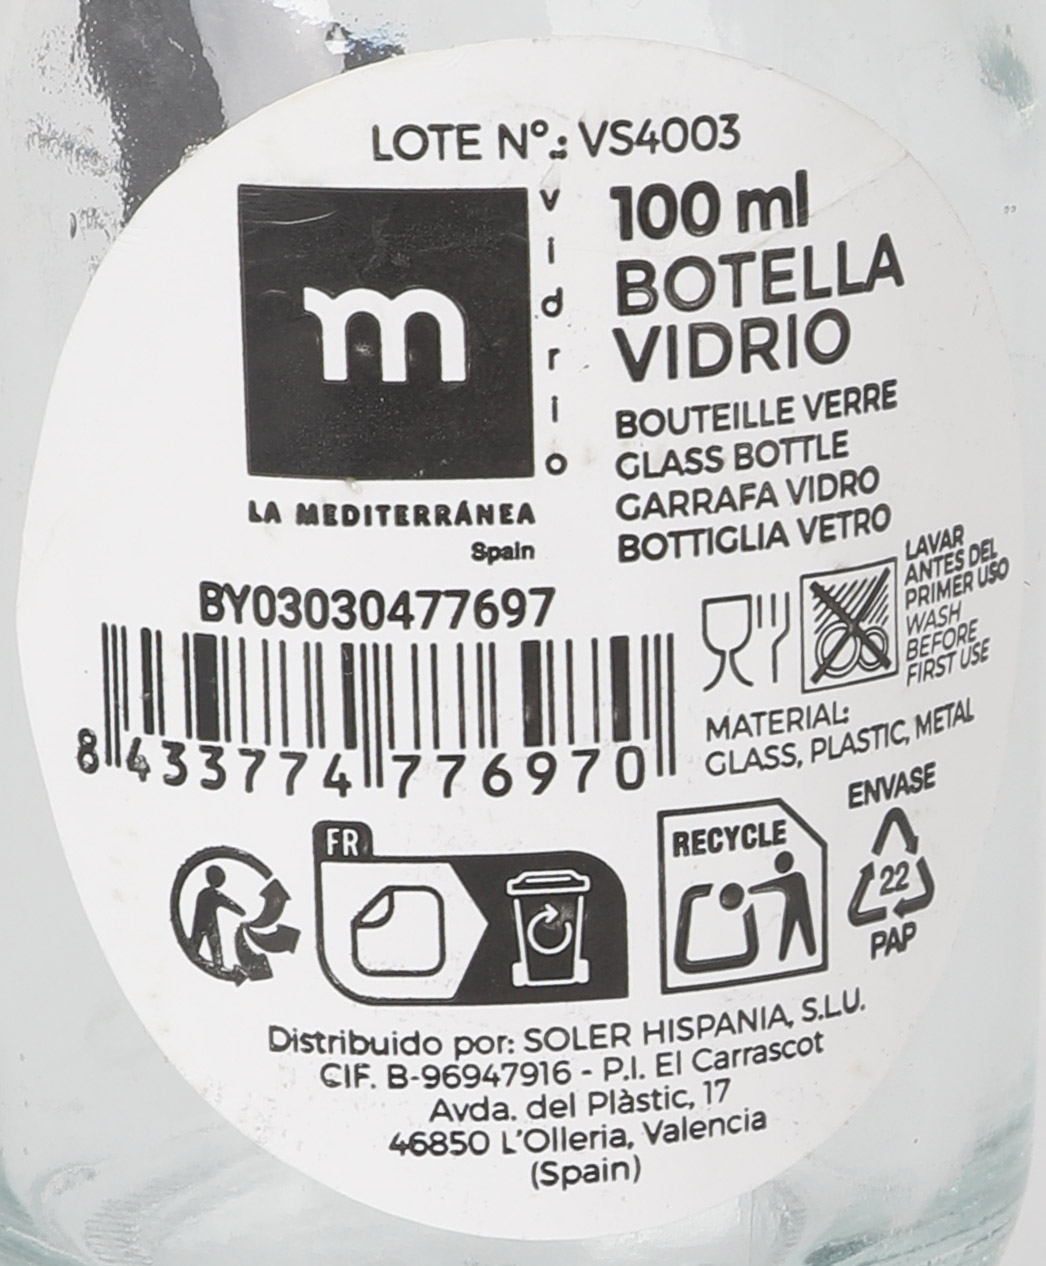 LOTE Nº.: VS4003
m
vidrio
LA MEDITERRÁNEA
Spain
100 ml
BOTELLA
VIDRIO
BOUTEILLE VERRE
GLASS BOTTLE
GARRAFA VIDRO
BOTTIGLIA VETRO
LAVAR
ANTES DEL
PRIMER USO
WASH
BEFORE
FIRST USE
BY03030477697
8 433774 776970
MATERIAL:
GLASS, PLASTIC, METAL
FR
RECYCLE
ENVASE
22
PAP
Distribuido por: SOLER HISPANIA, S.L.U.
CIF. B-96947916 - P.I. El Carrascot
Avda. del Plàstic, 17
46850 L'Olleria, Valencia
(Spain)